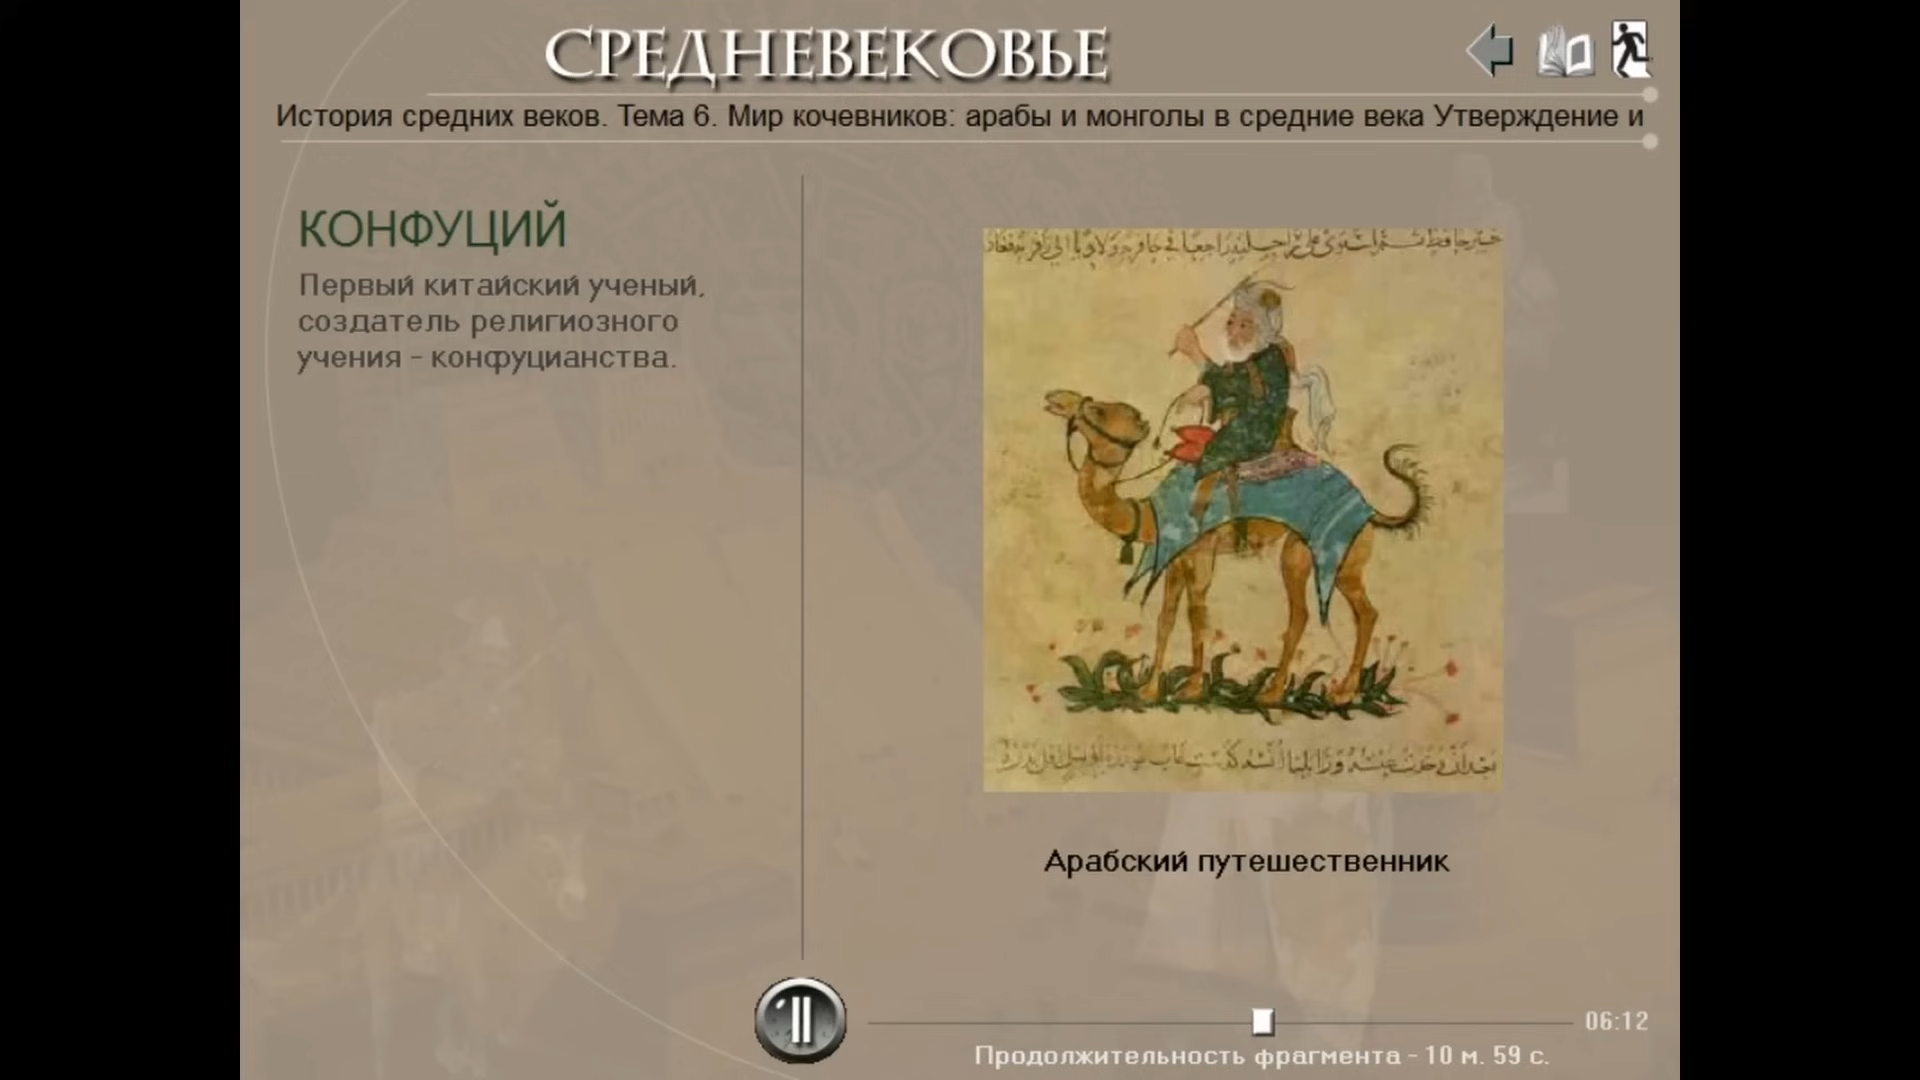 СРЕДНЕВЕКОВЬЕ
История средних веков. Тема 6. Мир кочевников: арабы и монголы в средние века Утверждение и
КОНФУЦИЙ
Первый китайский ученый,
создатель религиозного
учения - конфуцианства.
Арабский путешественник
06:12
Продолжительность фрагмента - 10 м. 59 с.